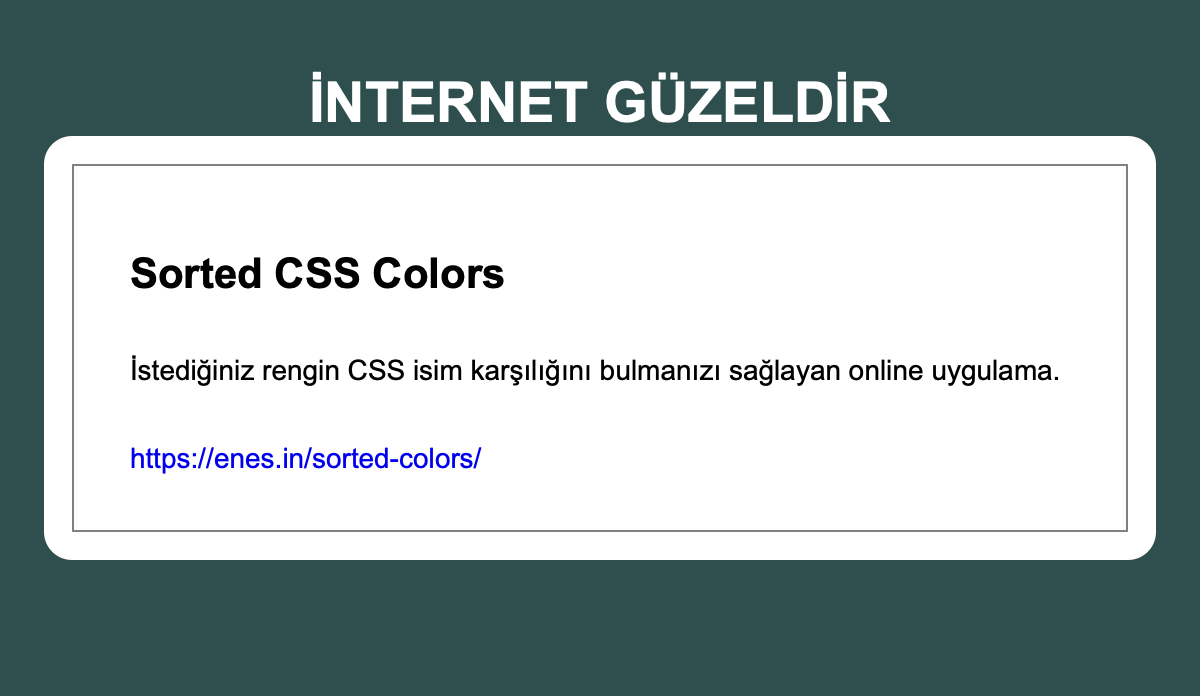 İNTERNET GÜZELDİR
Sorted CSS Colors
İstediğiniz rengin CSS isim karşılığını bulmanızı sağlayan online uygulama.
https://enes.in/sorted-colors/